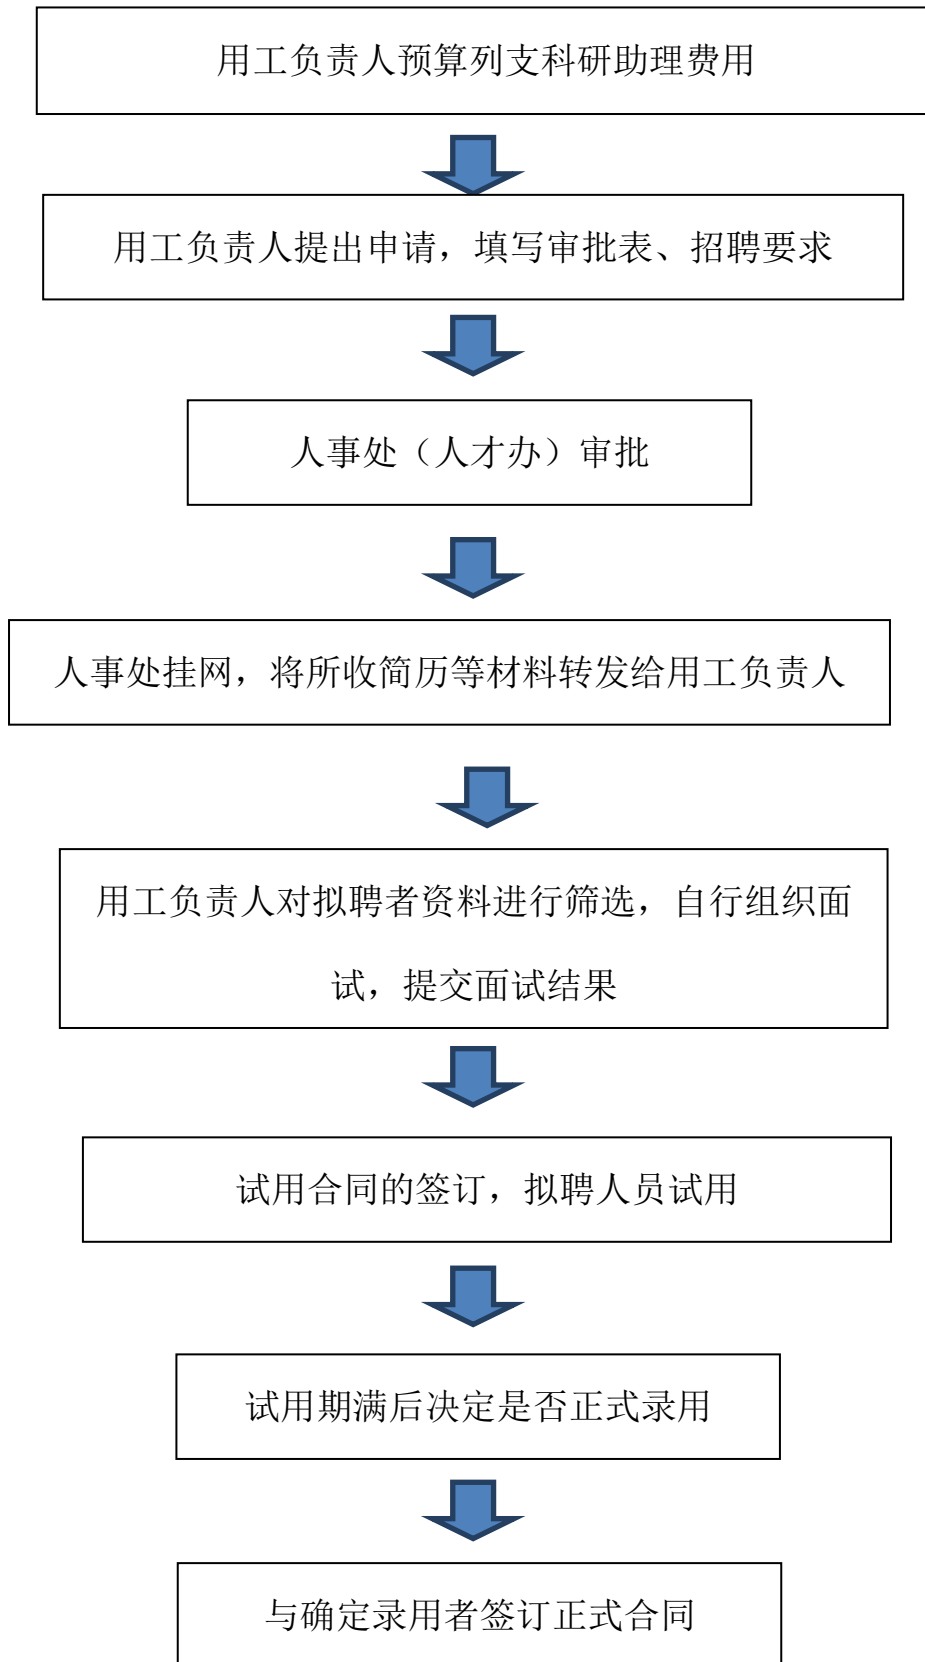 用工负责人预算列支科研助理费用
用工负责人提出申请，填写审批表、招聘要求
人事处（人才办）审批
人事处挂网，将所收简历等材料转发给用工负责人
用工负责人对拟聘者资料进行筛选，自行组织面
试，提交面试结果
试用合同的签订，拟聘人员试用
试用期满后决定是否正式录用
与确定录用者签订正式合同